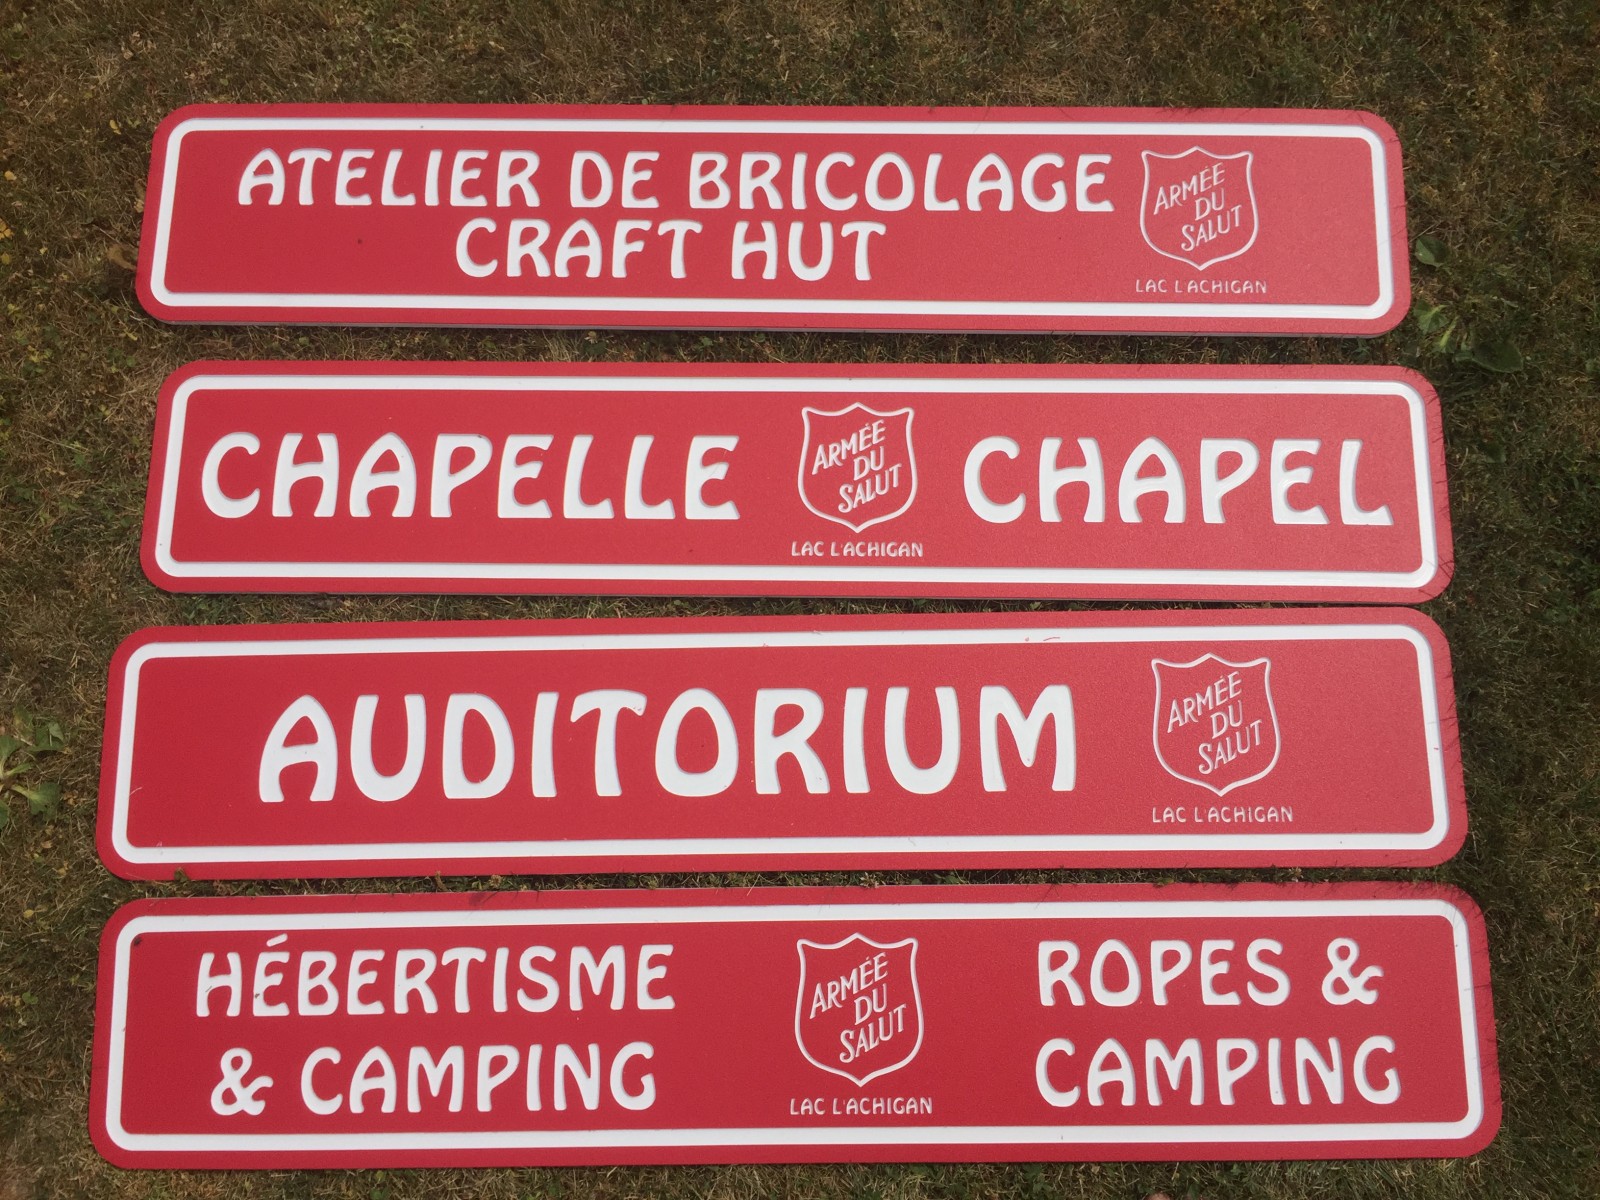 ATELIER DE BRICOLAGE
CRAFT HUT
ARMÉE
DU
SALUT
LAC L'ACHIGAN
CHAPELLE
ARMÉE
DU
SALUT
LAC L'ACHIGAN
CHAPEL
AUDITORIUM
ARMÉE
DU
SALUT
LAC L'ACHIGAN
HÉBERTISME
& CAMPING
ARMÉE
DU
SALUT
LAC L'ACHIGAN
ROPES &
CAMPING